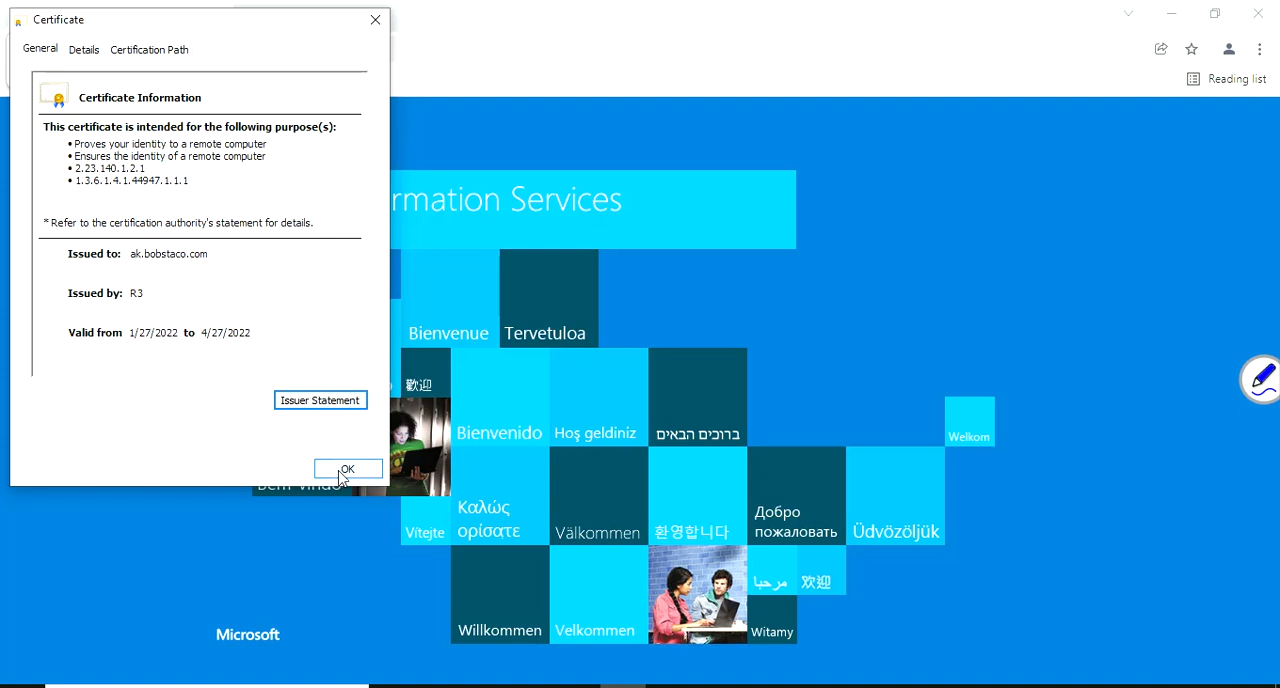 Certificate
General Details Certification Path
Certificate Information
This certificate is intended for the following purpose(s):
• Proves your identity to a remote computer
• Ensures the identity of a remote computer
• 2.23.140.1.2.1
• 1.3.6.1.4.1.44947.1.1.1
* Refer to the certification authority's statement for details.
Issued to: ak.bobstaco.com
Issued by: R3
Valid from 1/27/2022 to 4/27/2022
Issuer Statement
OK
Reading list
rmation Services
Bienvenue
Tervetuloa
歡迎
Bienvenido
Hoş geldiniz
ברוכים הבאים
Welkom
Vítejte
Καλώς
ορίσατε
Välkommen
환영합니다
Добро
пожаловать
Üdvözöljük
مرحبا
欢迎
Willkommen
Velkommen
Witamy
Microsoft